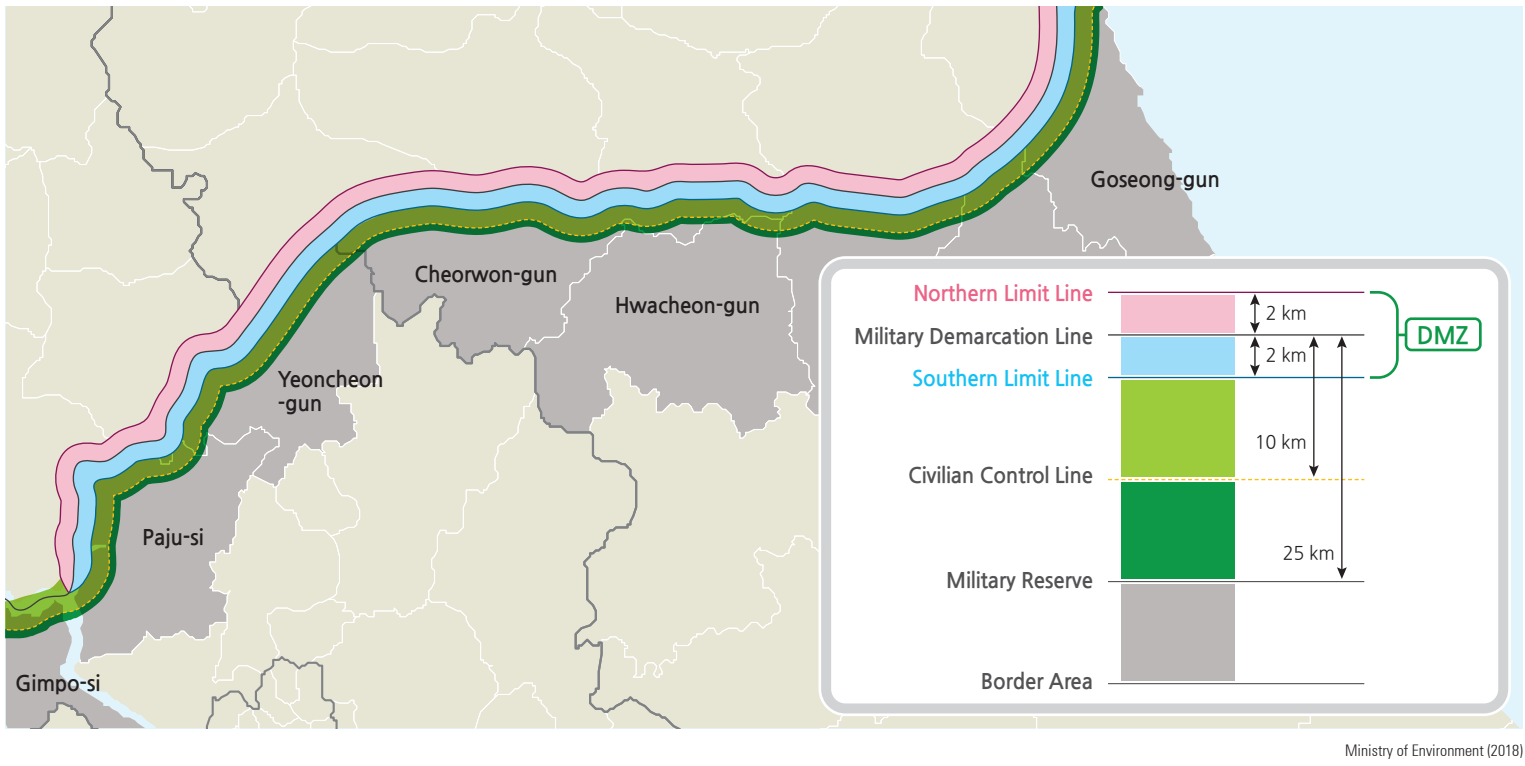 Goseong-gun
Cheorwon-gun
Hwacheon-gun
Yeoncheon
-gun
Paju-si
Gimpo-si
Northern Limit Line
2 km
Military Demarcation Line
DMZ
2 km
Southern Limit Line
10 km
Civilian Control Line
25 km
Military Reserve
Border Area
Ministry of Environment (2018)